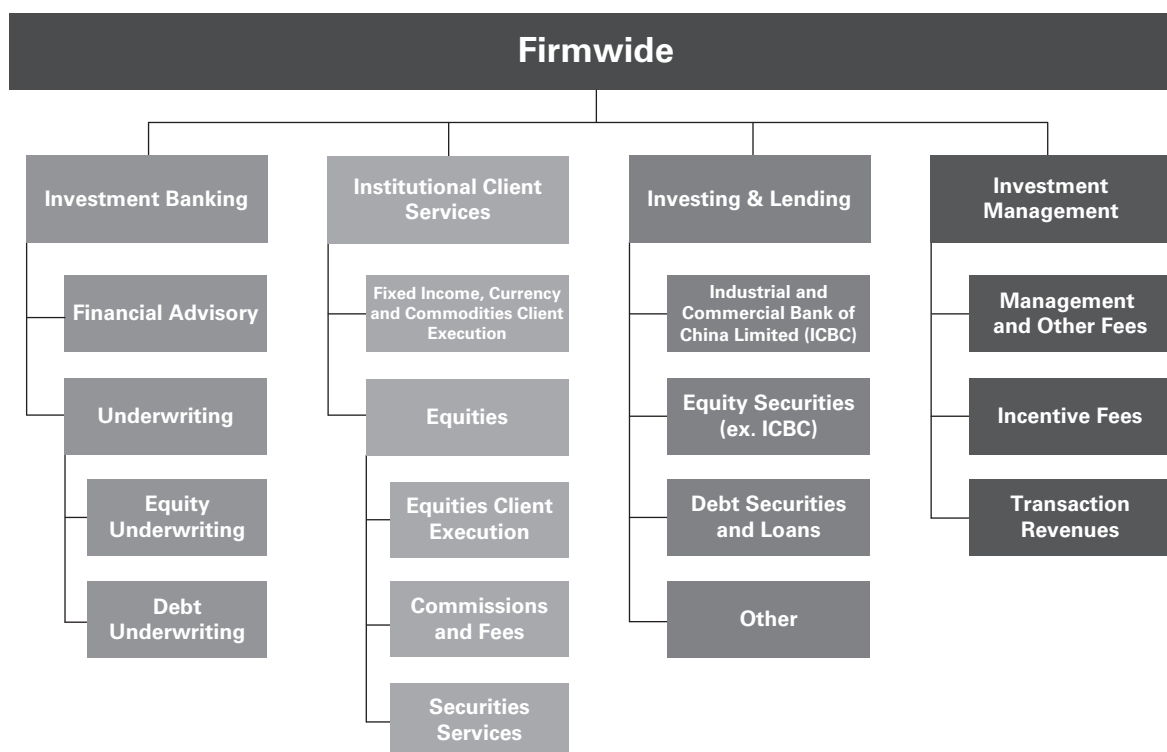 Firmwide
Investment Banking
Financial Advisory
Underwriting
Equity
Underwriting
Debt
Underwriting
Institutional Client
Services
Fixed Income, Currency
and Commodities Client
Execution
Equities
Equities Client
Execution
Commissions
and Fees
Securities
Services
Investing & Lending
Industrial and
Commercial Bank of
China Limited (ICBC)
Equity Securities
(ex. ICBC)
Debt Securities
and Loans
Other
Investment
Management
Management
and Other Fees
Incentive Fees
Transaction
Revenues